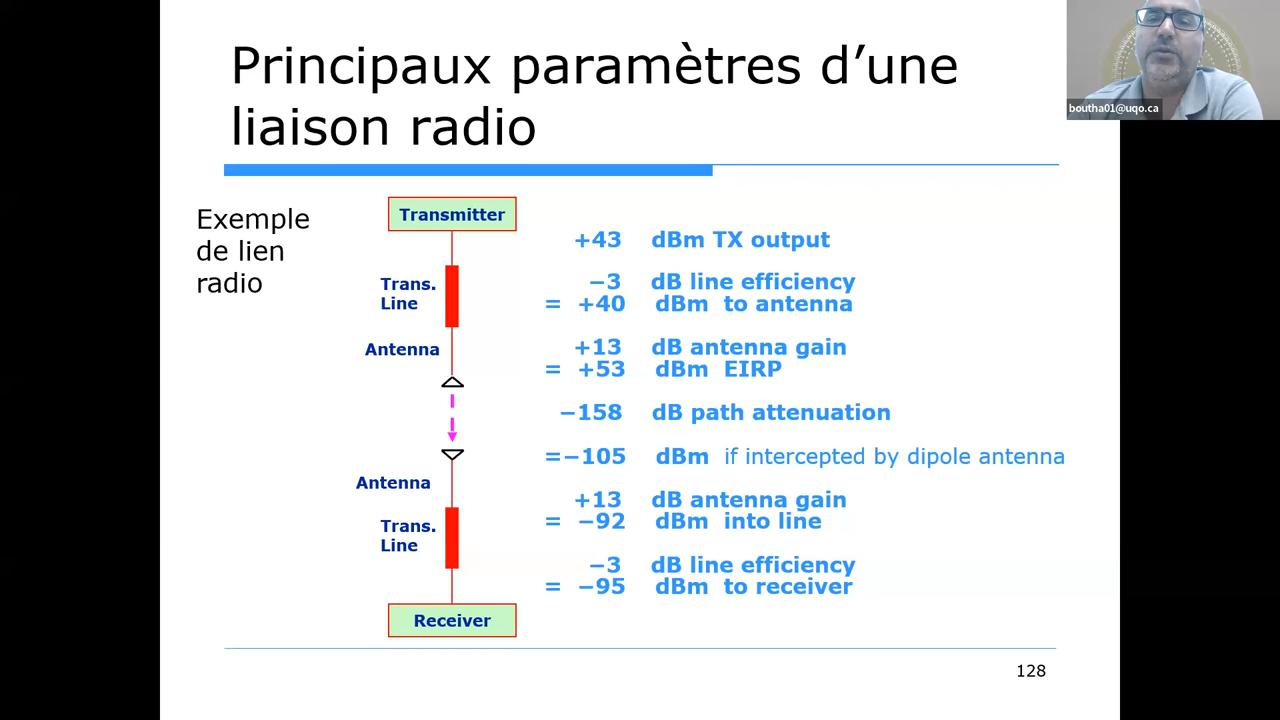 Principaux paramètres d’une
liaison radio
boutha01@uqo.ca
Exemple
de lien
radio
Transmitter
+43 dBm TX output
Trans.
Line
−3 dB line efficiency
= +40 dBm to antenna
Antenna
+13 dB antenna gain
= +53 dBm EIRP
−158 dB path attenuation
=−105 dBm if intercepted by dipole antenna
Antenna
+13 dB antenna gain
= −92 dBm into line
Trans.
Line
−3 dB line efficiency
= −95 dBm to receiver
Receiver
128